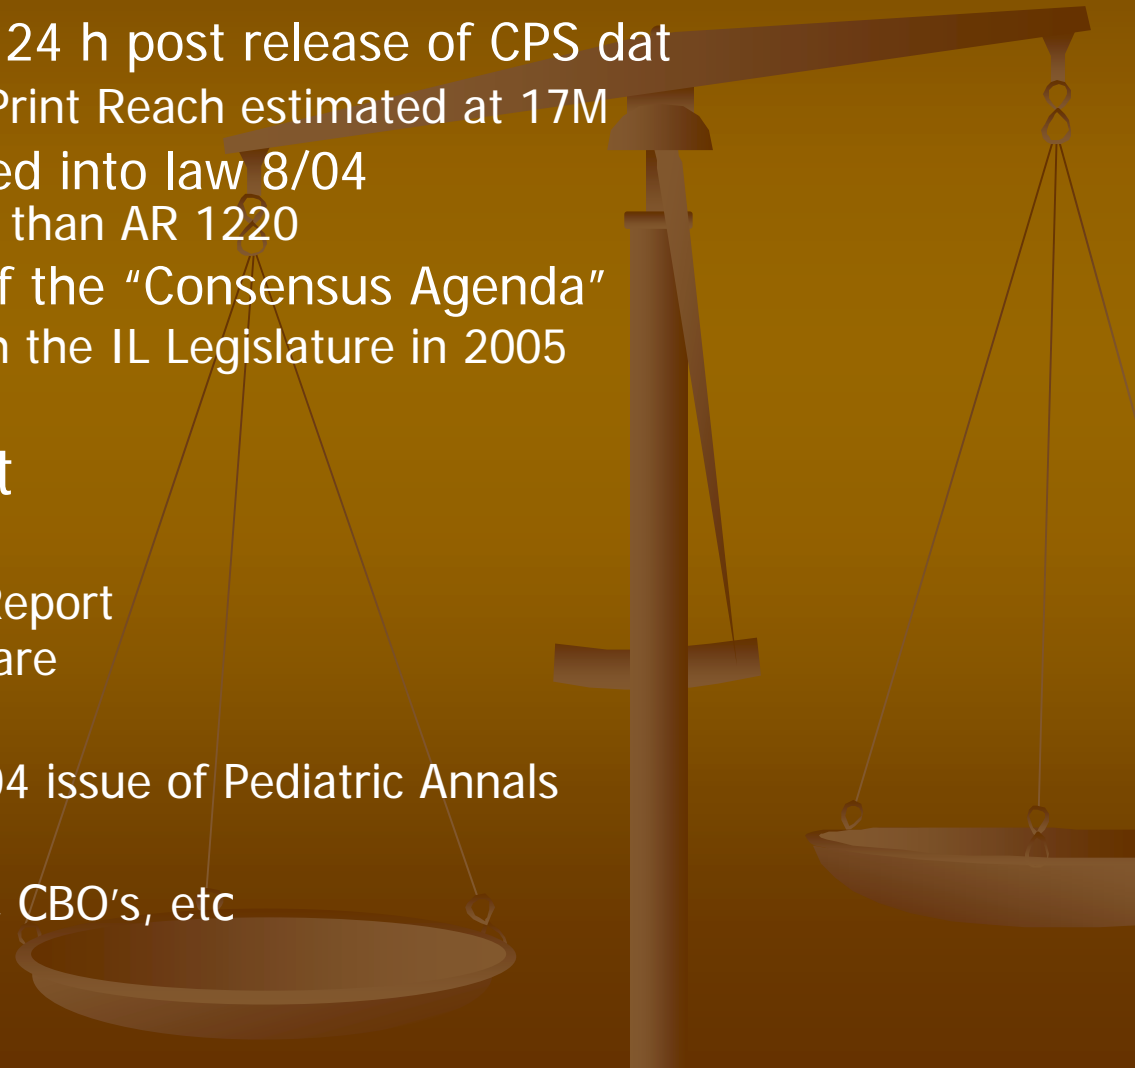 24 h post release of CPS dat
Print Reach estimated at 17M
ed into law 8/04
than AR 1220
f the “Consensus Agenda”
n the IL Legislature in 2005
t
Report
are
04 issue of Pediatric Annals
CBO's, etc